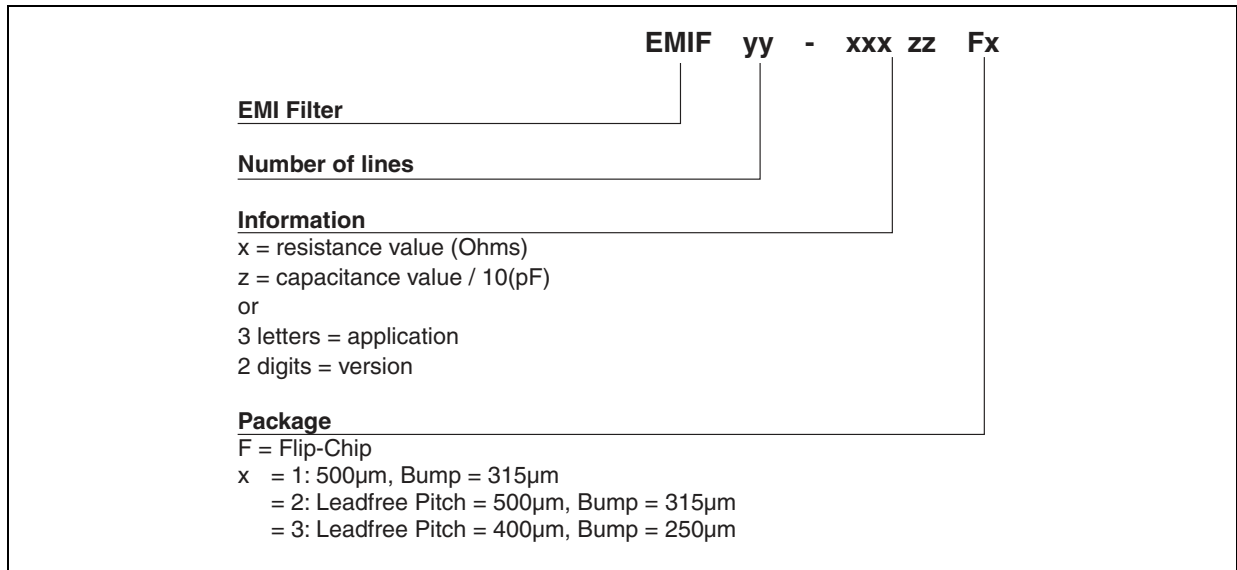 EMIF yy - xxx zz Fx
EMI Filter
Number of lines
Information
x = resistance value (Ohms)
z = capacitance value / 10(pF)
or
3 letters = application
2 digits = version
Package
F = Flip-Chip
x = 1: 500µm, Bump = 315µm
= 2: Leadfree Pitch = 500µm, Bump = 315µm
= 3: Leadfree Pitch = 400µm, Bump = 250µm